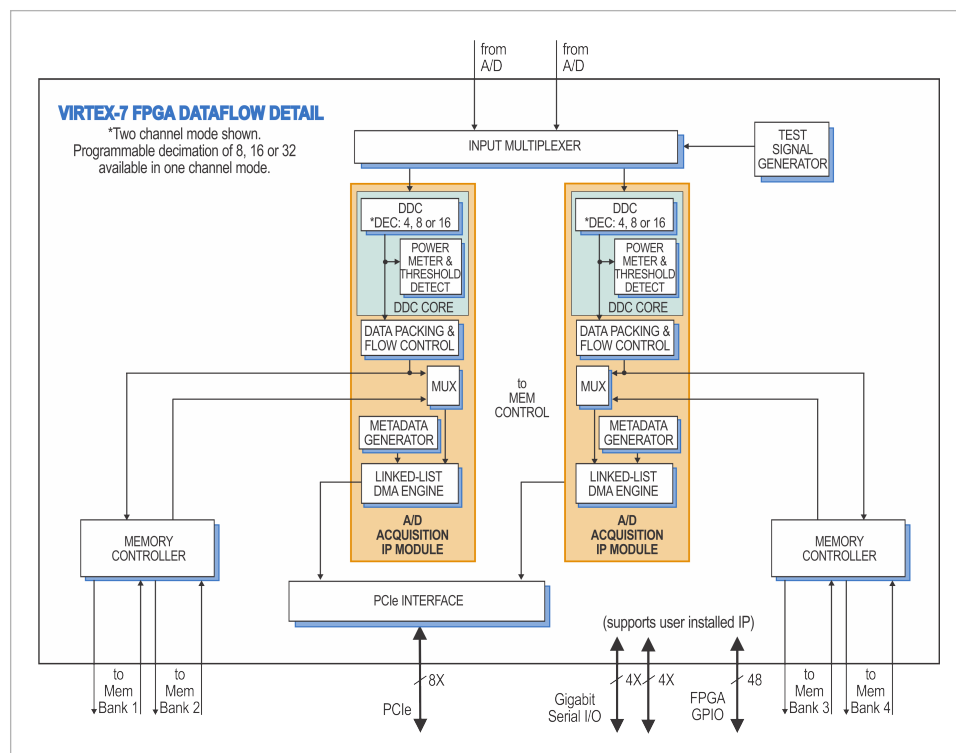 from
A/D
from
A/D
VIRTEX-7 FPGA DATAFLOW DETAIL
*Two channel mode shown.
Programmable decimation of 8, 16 or 32
available in one channel mode.
INPUT MULTIPLEXER
TEST
SIGNAL
GENERATOR
DDC
*DEC: 4, 8 or 16
POWER
METER &
THRESHOLD
DETECT
DDC CORE
DATA PACKING &
FLOW CONTROL
MUX
METADATA
GENERATOR
LINKED-LIST
DMA ENGINE
A/D
ACQUISITION
IP MODULE
to
MEM
CONTROL
DDC
*DEC: 4, 8 or 16
POWER
METER &
THRESHOLD
DETECT
DDC CORE
DATA PACKING &
FLOW CONTROL
MUX
METADATA
GENERATOR
LINKED-LIST
DMA ENGINE
A/D
ACQUISITION
IP MODULE
MEMORY
CONTROLLER
MEMORY
CONTROLLER
PCIe INTERFACE
(supports user installed IP)
to
Mem
Bank 1
to
Mem
Bank 2
8X
PCIe
4X
4X
Gigabit
Serial I/O
48
FPGA
GPIO
to
Mem
Bank 3
to
Mem
Bank 4